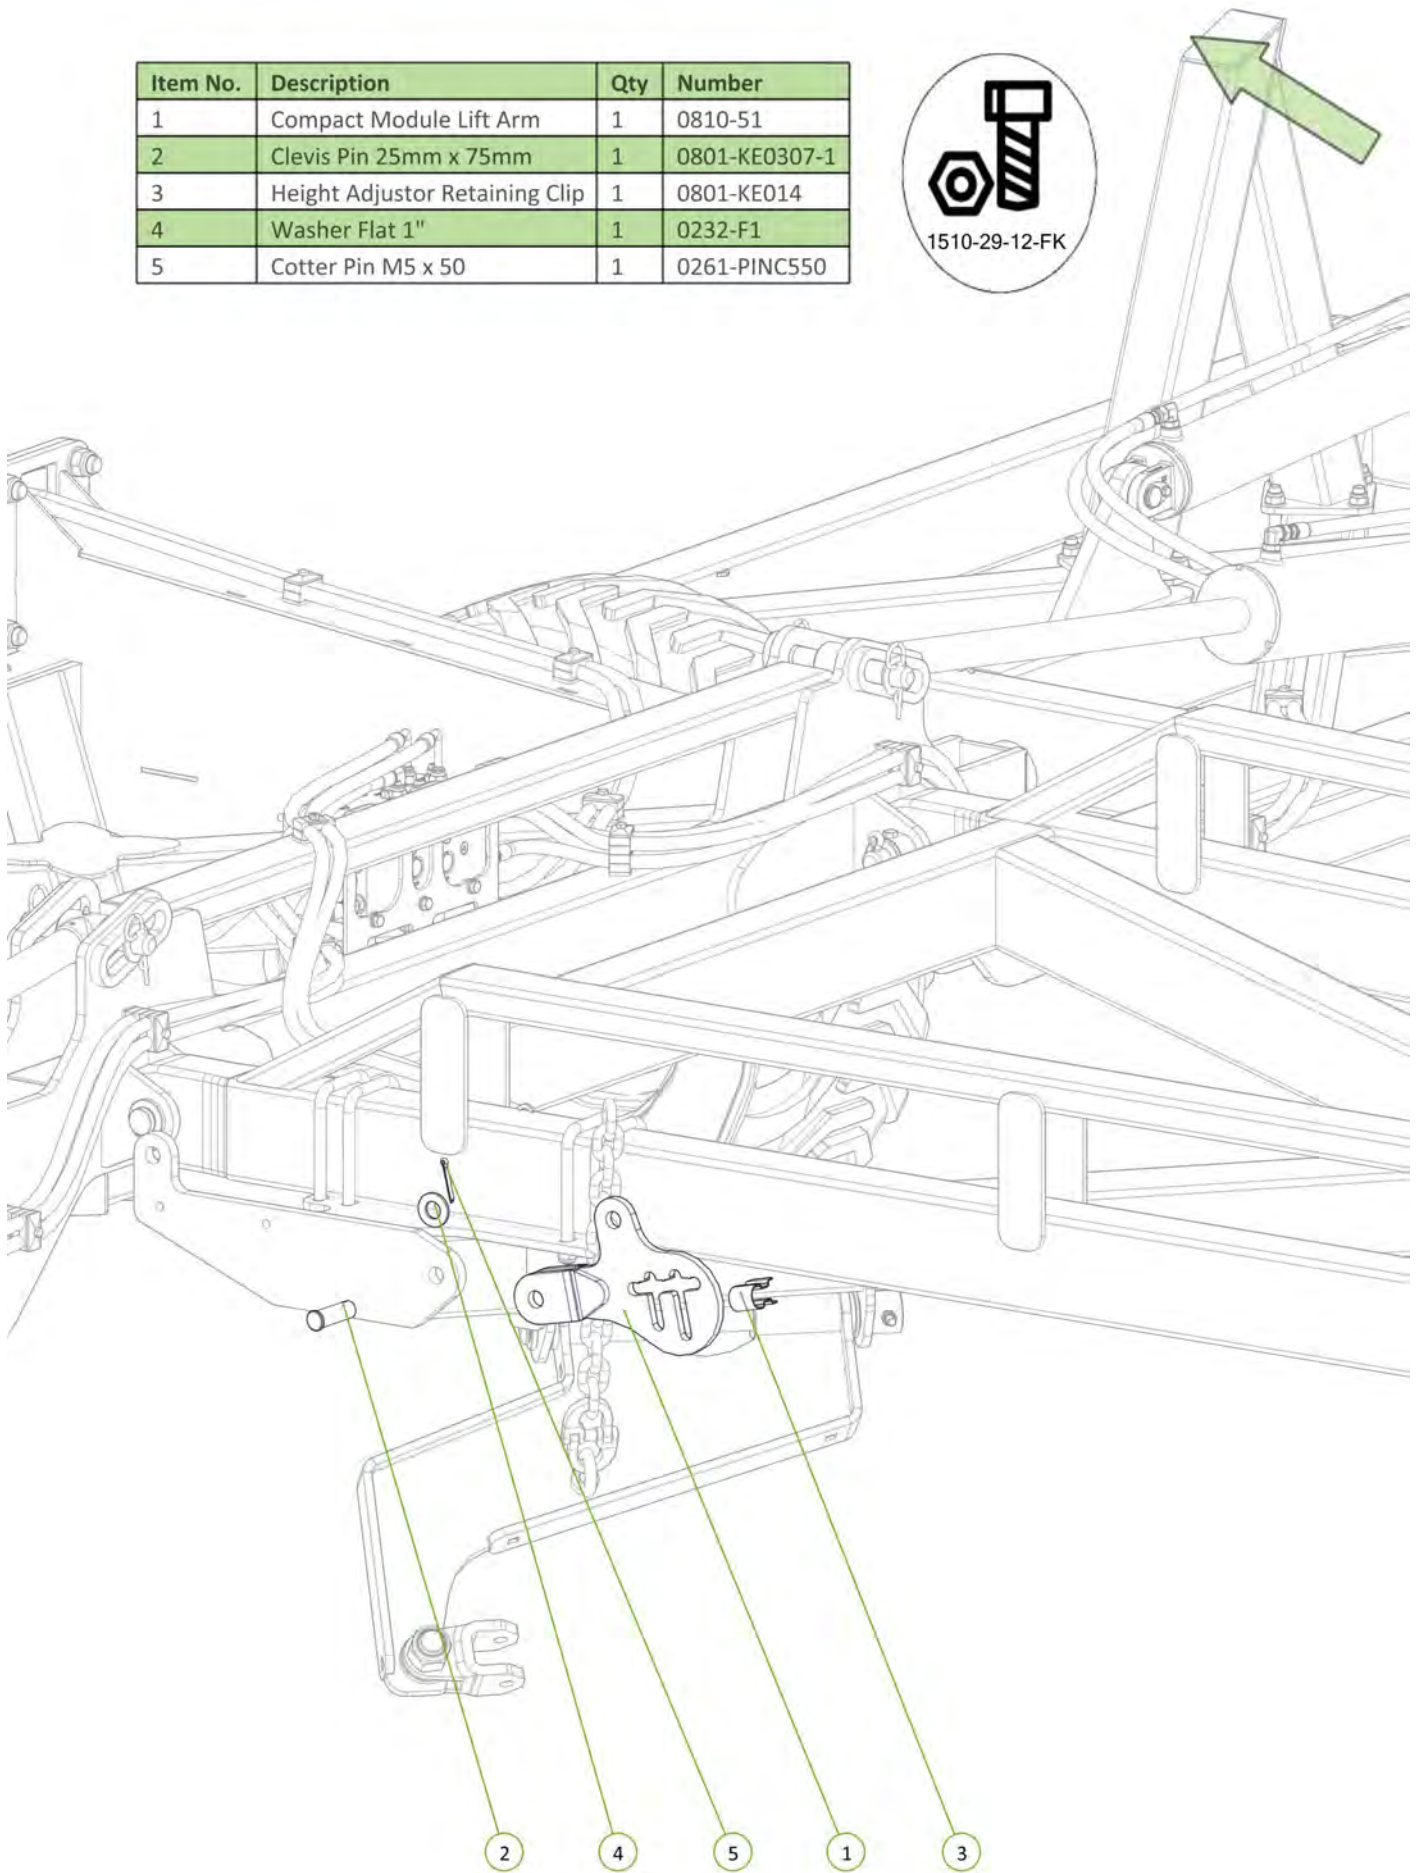 Item No. Description Qty Number
1 Compact Module Lift Arm 1 0810-51
2 Clevis Pin 25mm x 75mm 1 0801-KE0307-1
3 Height Adjustor Retaining Clip 1 0801-KE014
4 Washer Flat 1" 1 0232-F1
5 Cotter Pin M5 x 50 1 0261-PINC550
1510-29-12-FK
2 4 5 1 3